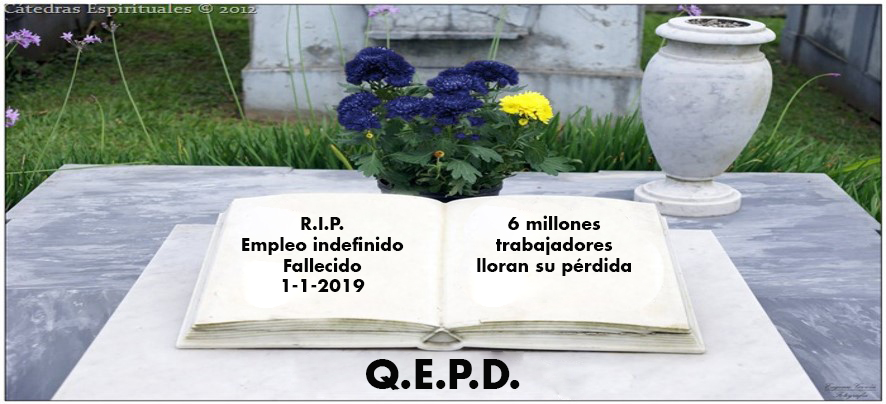 Cátedras Espirituales © 2012
R.I.P.
Empleo indefinido
Fallecido
1-1-2019
6 millones
trabajadores
lloran su pérdida
Q.E.P.D.